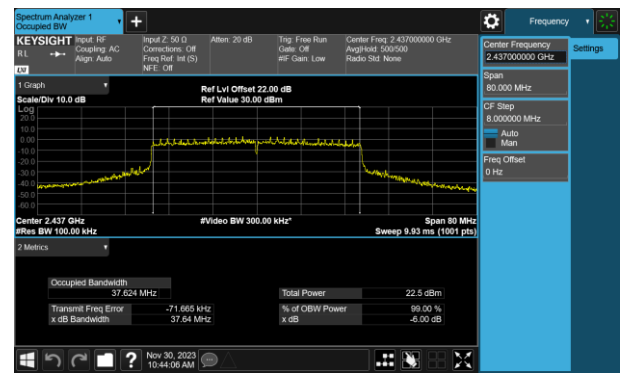 Spectrum Analyzer 1
Occupied BW
Frequency
KEYSIGHT
RL
LXI
Input: RF
Coupling: AC
Align: Auto
Input Z: 50 Ω
Corrections: Off
Freq Ref: Int (S)
NFE: Off
Atten: 20 dB
Trig: Free Run
Gate: Off
#IF Gain: Low
Center Freq: 2.437000000 GHz
Avg|Hold: 500/500
Radio Std: None
Center Frequency
2.437000000 GHz
Settings
Span
80.000 MHz
CF Step
8.000000 MHz
Auto
Man
Freq Offset
0 Hz
1 Graph
Scale/Div 10.0 dB
Ref Lvl Offset 22.00 dB
Ref Value 30.00 dBm
Log
20.0
10.0
0.00
-10.0
-20.0
-30.0
-40.0
-50.0
-60.0
Center 2.437 GHz
#Video BW 300.00 kHz*
Span 80 MHz
#Res BW 100.00 kHz
Sweep 9.93 ms (1001 pts)
2 Metrics
Occupied Bandwidth
37.624 MHz
Total Power 22.5 dBm
Transmit Freq Error -71.665 kHz
% of OBW Power 99.00 %
x dB Bandwidth 37.64 MHz
x dB -6.00 dB
?
Nov 30, 2023
10:44:06 AM